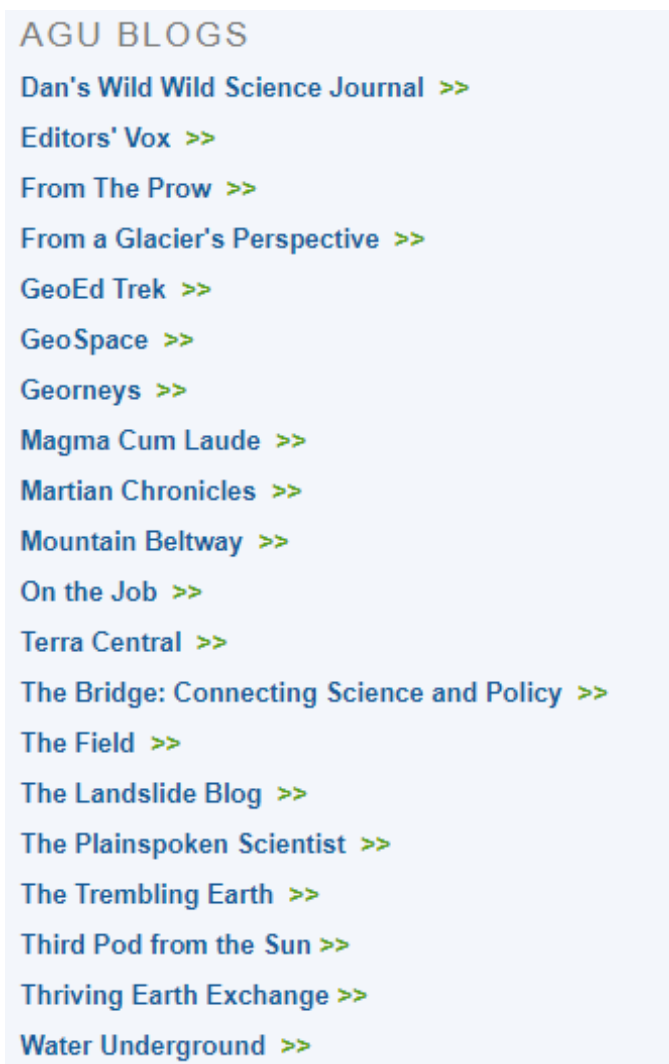 AGU BLOGS
Dan's Wild Wild Science Journal >>
Editors' Vox >>
From The Prow >>
From a Glacier's Perspective >>
GeoEd Trek >>
GeoSpace >>
Georneys >>
Magma Cum Laude >>
Martian Chronicles >>
Mountain Beltway >>
On the Job >>
Terra Central >>
The Bridge: Connecting Science and Policy >>
The Field >>
The Landslide Blog >>
The Plainspoken Scientist >>
The Trembling Earth >>
Third Pod from the Sun >>
Thriving Earth Exchange >>
Water Underground >>